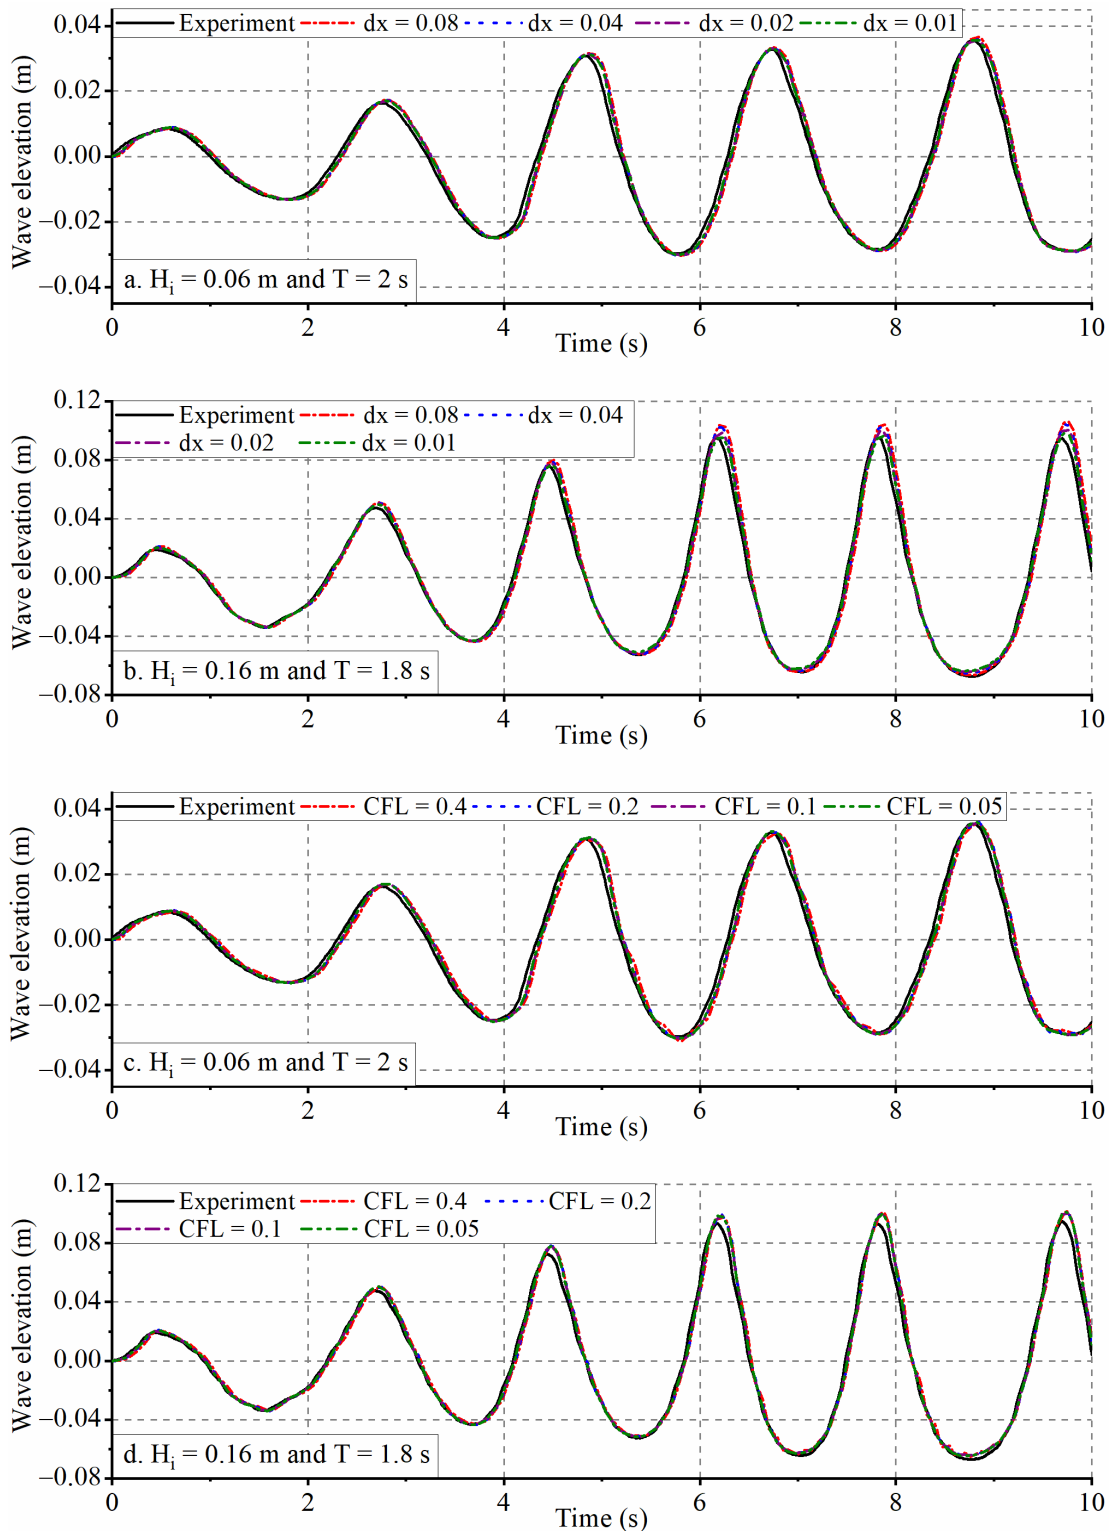 Experiment dx = 0.08 dx = 0.04 dx = 0.02 dx = 0.01
Wave elevation (m)
0.04
0.02
0.00
−0.02
−0.04
a. Hi = 0.06 m and T = 2 s
0 2 4 6 8 10
Time (s)
Experiment dx = 0.08 dx = 0.04
dx = 0.02 dx = 0.01
Wave elevation (m)
0.12
0.08
0.04
0.00
−0.04
−0.08
b. Hi = 0.16 m and T = 1.8 s
0 2 4 6 8 10
Time (s)
Experiment CFL = 0.4 CFL = 0.2 CFL = 0.1 CFL = 0.05
Wave elevation (m)
0.04
0.02
0.00
−0.02
−0.04
c. Hi = 0.06 m and T = 2 s
0 2 4 6 8 10
Time (s)
Experiment CFL = 0.4 CFL = 0.2
CFL = 0.1 CFL = 0.05
Wave elevation (m)
0.12
0.08
0.04
0.00
−0.04
−0.08
d. Hi = 0.16 m and T = 1.8 s
0 2 4 6 8 10
Time (s)